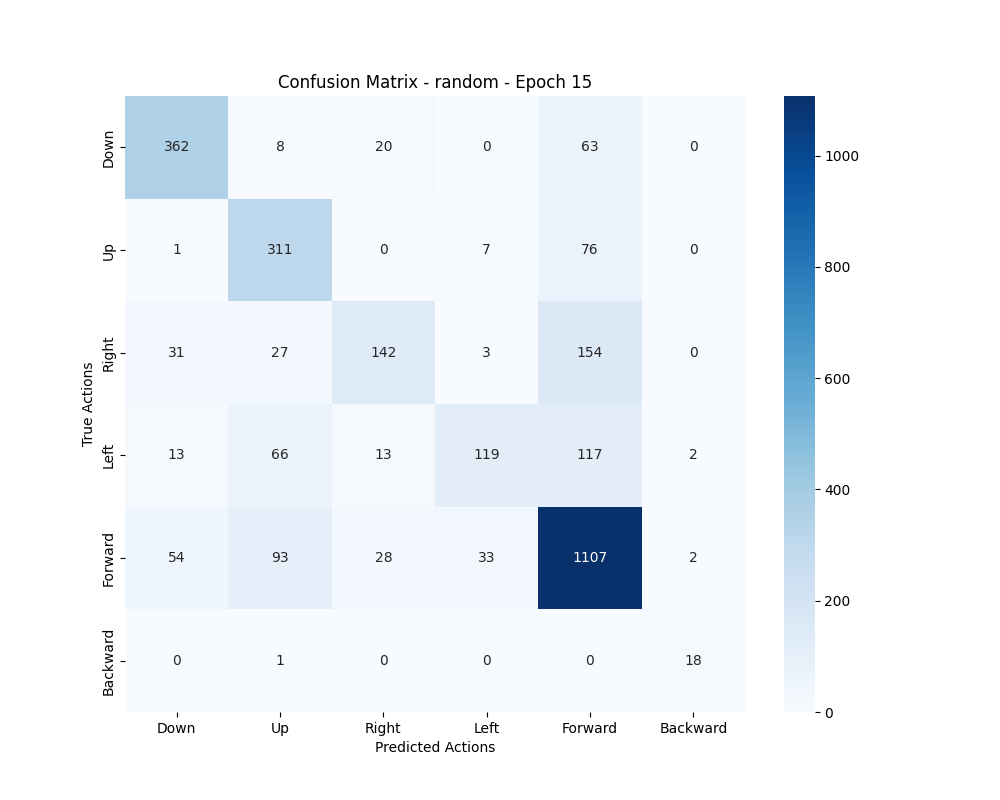 Confusion Matrix - random - Epoch 15
True Actions
Down 362 8 20 0 63 0
Up 1 311 0 7 76 0
Right 31 27 142 3 154 0
Left 13 66 13 119 117 2
Forward 54 93 28 33 1107 2
Backward 0 1 0 0 0 18
Down Up Right Left Forward Backward
Predicted Actions
1000
800
600
400
200
0